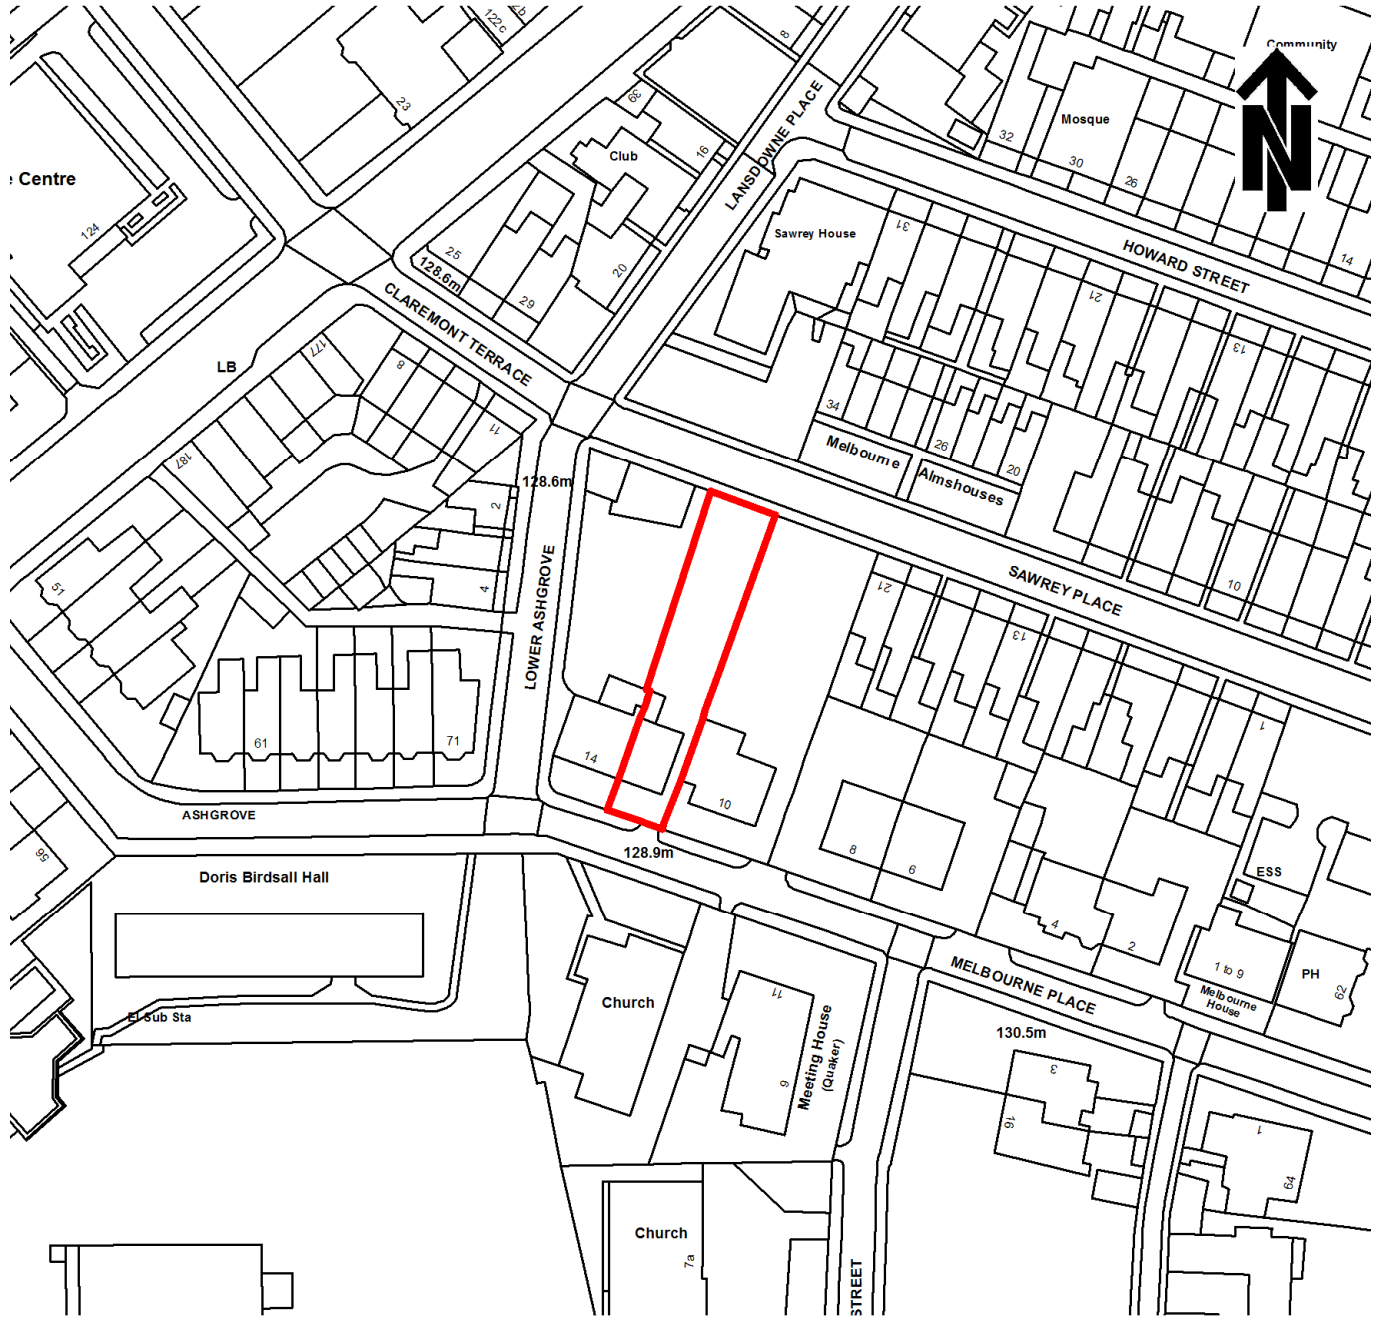 122c
2b
8
Community
23
39
Club
16
LANSDOWNE PLACE
32
Mosque
30
26
N
e Centre
124
25
128.6m
29
20
Sawrey House
31
HOWARD STREET
14
21
13
CLAREMONT TERRACE
LB
177
8
11
187
34
Melbourne
26
Almshouses
20
128.6m
2
4
51
LOWER ASHGROVE
SAWREY PLACE
10
21
13
1
61
71
14
10
ASHGROVE
128.9m
8
6
56
Doris Birdsall Hall
ESS
4
2
1 to 9
PH
62
Melbourne
House
MELBOURNE PLACE
130.5m
El Sub Sta
Church
11
9
Meeting House
(Quaker)
3
16
1
64
Church
7a
STREET